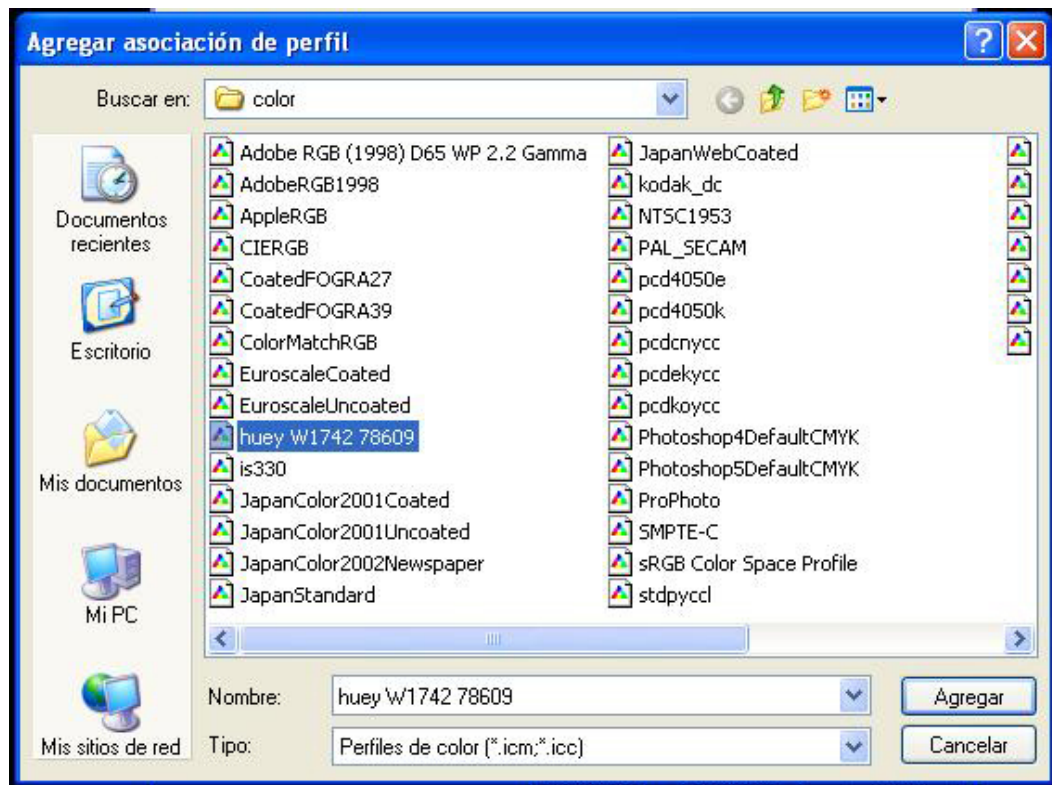 Agregar asociación de perfil
Buscar en:
color
Documentos
recientes
Escritorio
Mis documentos
Mi PC
Mis sitios de red
Adobe RGB (1998) D65 WP 2.2 Gamma
AdobeRGB1998
AppleRGB
CIERGB
CoatedFOGRA27
CoatedFOGRA39
ColorMatchRGB
EuroscaleCoated
EuroscaleUncoated
huey W1742 78609
is330
JapanColor2001Coated
JapanColor2001Uncoated
JapanColor2002Newspaper
JapanStandard
JapanWebCoated
kodak_dc
NTSC1953
PAL_SECAM
pcd4050e
pcd4050k
pcdcnycc
pcdekycc
pcdkoycc
Photoshop4DefaultCMYK
Photoshop5DefaultCMYK
ProPhoto
SMPTE-C
sRGB Color Space Profile
stdpyccl
Nombre:
huey W1742 78609
Agregar
Tipo:
Perfiles de color (*.icm;*.icc)
Cancelar